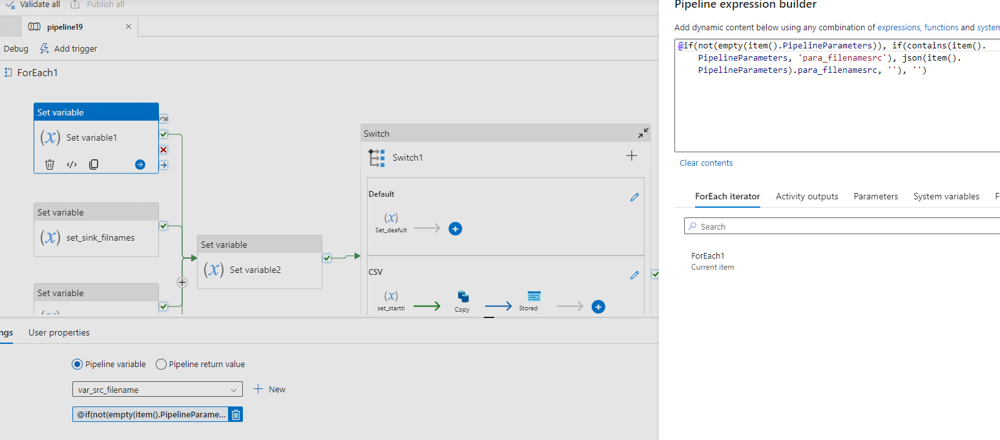 Validate all
Publish all
pipeline19
Debug
Add trigger
ForEach1
Set variable
Set variable1
Set variable
set_sink_filnames
Set variable
Set variable
Set variable2
Switch
Switch1
Default
Set_deafult
CSV
set_startti
Copy
Stored
ngs
User properties
Pipeline variable
Pipeline return value
var_src_filename
New
@if(not(empty(item().PipelineParame...
Pipeline expression builder
Add dynamic content below using any combination of expressions, functions and system
@if(not(empty(item().PipelineParameters)), if(contains(item().
PipelineParameters, 'para_filenamesrc'), json(item().
PipelineParameters).para_filenamesrc, ''), '')
Clear contents
ForEach iterator
Activity outputs
Parameters
System variables
F
Search
ForEach1
Current item